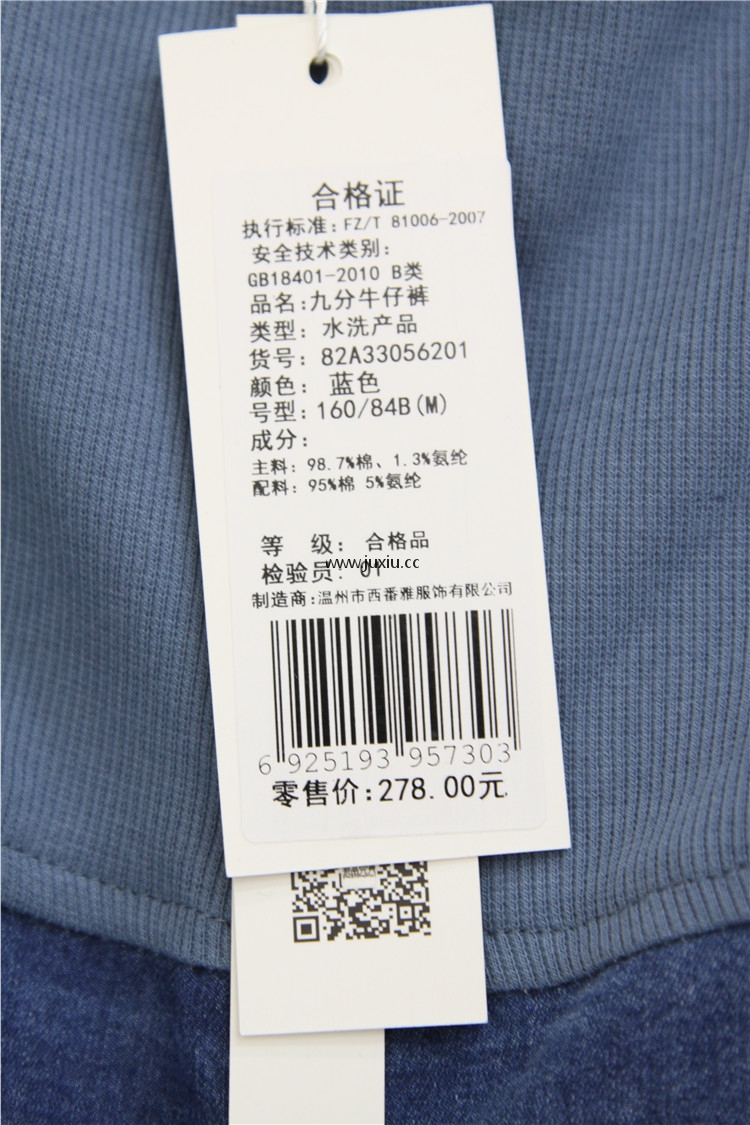 合格证
执行标准: FZ/T 81006-2007
安全技术类别:
GB18401-2010 B类
品名:九分牛仔裤
类型: 水洗产品
货号: 82A33056201
颜色: 蓝色
号型: 160/84B(M)
成分:
主料: 98.7%棉、1.3%氨纶
配料: 95%棉 5%氨纶
等 级: 合格品
www.juxiu.cc
检验员: 01
制造商: 温州市西番雅服饰有限公司
6 925193 957303
零售价:278.00元